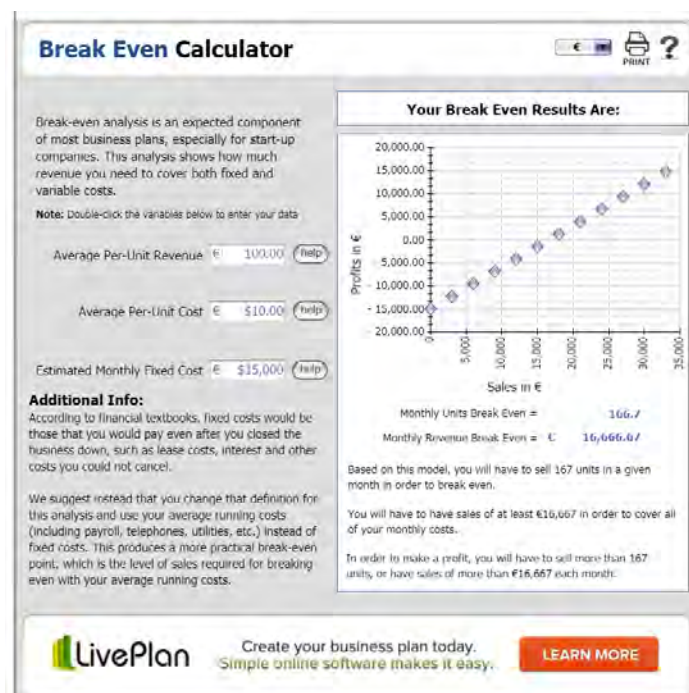 Break Even Calculator
€
PRINT
?
Break-even analysis is an expected component
of most business plans, especially for start-up
companies. This analysis shows how much
revenue you need to cover both fixed and
variable costs.
Note: Double-click the variables below to enter your data
Average Per-Unit Revenue € 100.00 help
Average Per-Unit Cost € $10.00 help
Estimated Monthly Fixed Cost € $15,000 help
Additional Info:
According to financial textbooks, fixed costs would be
those that you would pay even after you closed the
business down, such as lease costs, interest and other
costs you could not cancel.
We suggest instead that you change that definition for
this analysis and use your average running costs
(including payroll, telephones, utilities, etc.) instead of
fixed costs. This produces a more practical break-even
point, which is the level of sales required for breaking
even with your average running costs.
Your Break Even Results Are:
Profits in €
20,000.00
15,000.00
10,000.00
5,000.00
0.00
- 5,000.00
- 10,000.00
- 15,000.00
- 20,000.00
0
5,000
10,000
15,000
20,000
25,000
30,000
35,000
Sales in €
Monthly Units Break Even = 166.7
Monthly Revenue Break Even = € 16,666.67
Based on this model, you will have to sell 167 units in a given
month in order to break even.
You will have to have sales of at least €16,667 in order to cover all
of your monthly costs.
In order to make a profit, you will have to sell more than 167
units, or have sales of more than €16,667 each month.
LivePlan
Create your business plan today.
Simple online software makes it easy.
LEARN MORE